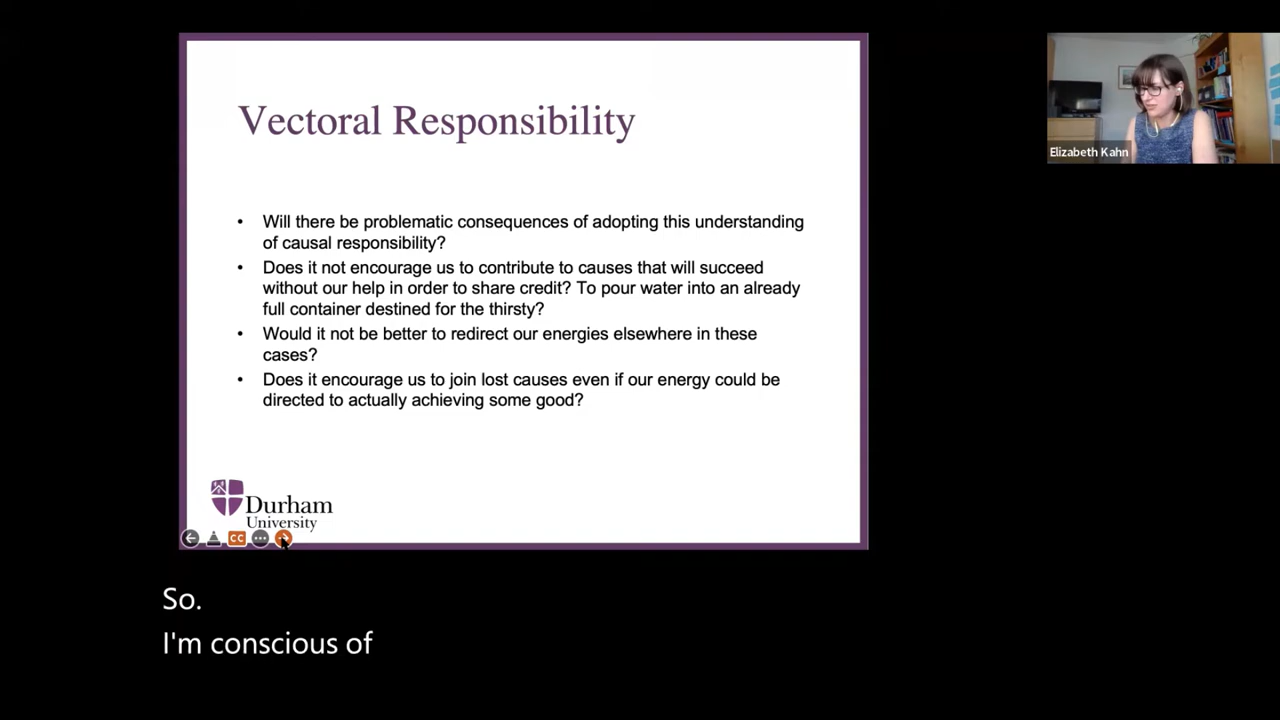 Vectoral Responsibility
• Will there be problematic consequences of adopting this understanding
of causal responsibility?
• Does it not encourage us to contribute to causes that will succeed
without our help in order to share credit? To pour water into an already
full container destined for the thirsty?
• Would it not be better to redirect our energies elsewhere in these
cases?
• Does it encourage us to join lost causes even if our energy could be
directed to actually achieving some good?
Durham
University
CC
Elizabeth Kahn
So.
I'm conscious of